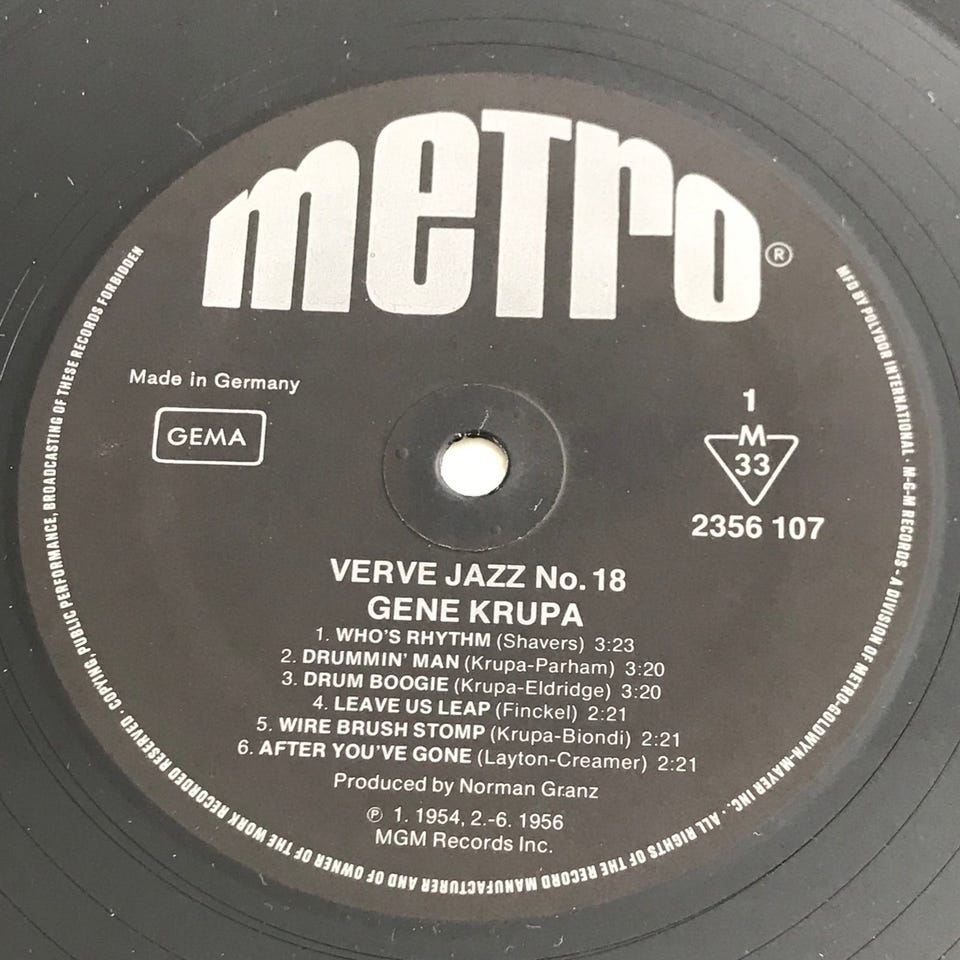 meTro
®
Made in Germany
GEMA
1
M
33
2356 107
VERVE JAZZ No. 18
GENE KRUPA
1. WHO'S RHYTHM (Shavers) 3:23
2. DRUMMIN' MAN (Krupa-Parham) 3:20
3. DRUM BOOGIE (Krupa-Eldridge) 3:20
4. LEAVE US LEAP (Finckel) 2:21
5. WIRE BRUSH STOMP (Krupa-Biondi) 2:21
6. AFTER YOU'VE GONE (Layton-Creamer) 2:21
Produced by Norman Granz
℗ 1. 1954, 2.-6. 1956
MGM Records Inc.
MFD BY POLYDOR INTERNATIONAL · M-G-M RECORDS - A DIVISION OF METRO-GOLDWYN-MAYER INC. · ALL RIGHTS OF THE RECORD MANUFACTURER AND OF OWNER OF THE WORK RECORDED RESERVED · COPYING, PUBLIC PERFORMANCE, BROADCASTING OF THESE RECORDS FORBIDDEN